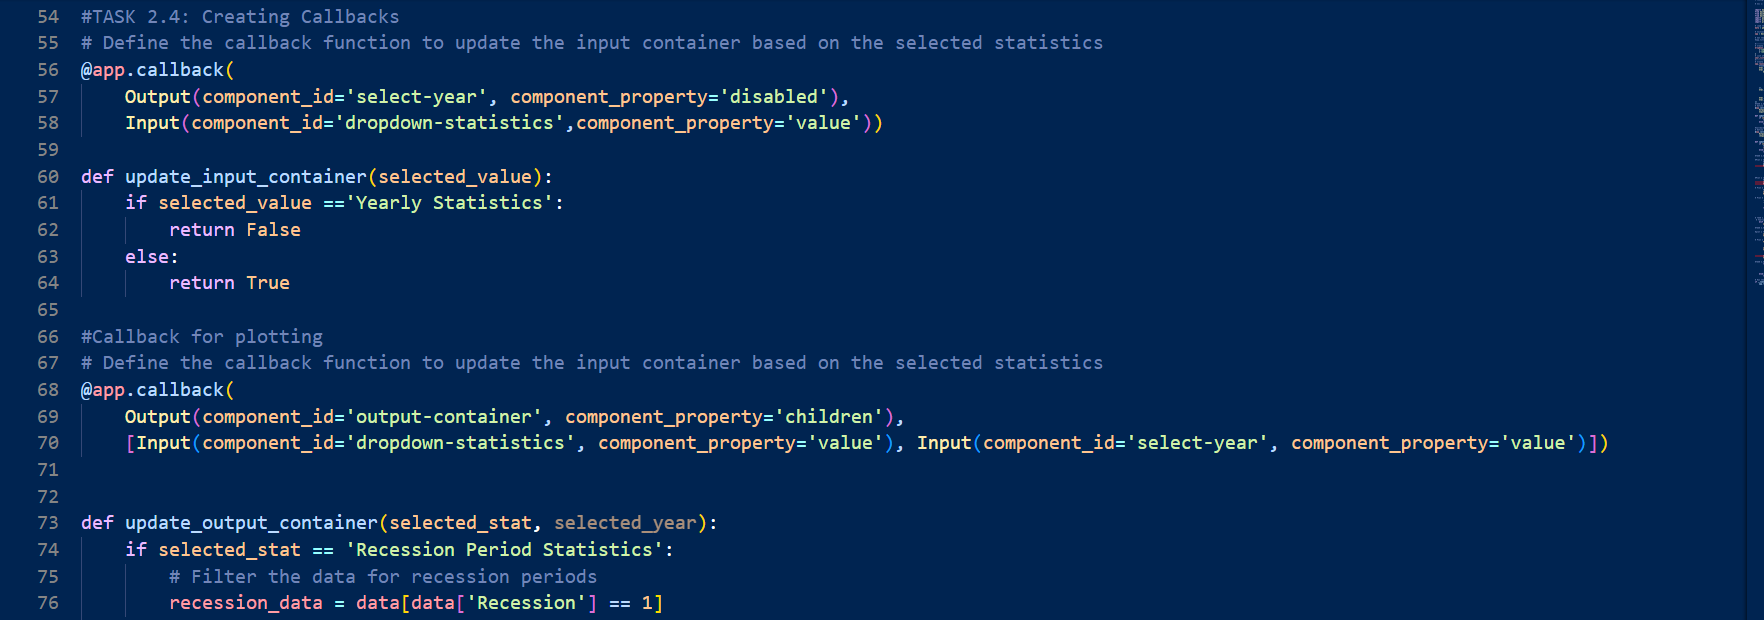 54 #TASK 2.4: Creating Callbacks
55 # Define the callback function to update the input container based on the selected statistics
56 @app.callback(
57     Output(component_id='select-year', component_property='disabled'),
58     Input(component_id='dropdown-statistics',component_property='value'))
59
60 def update_input_container(selected_value):
61     if selected_value =='Yearly Statistics':
62         return False
63     else:
64         return True
65
66 #Callback for plotting
67 # Define the callback function to update the input container based on the selected statistics
68 @app.callback(
69     Output(component_id='output-container', component_property='children'),
70     [Input(component_id='dropdown-statistics', component_property='value'), Input(component_id='select-year', component_property='value')])
71
72
73 def update_output_container(selected_stat, selected_year):
74     if selected_stat == 'Recession Period Statistics':
75         # Filter the data for recession periods
76         recession_data = data[data['Recession'] == 1]